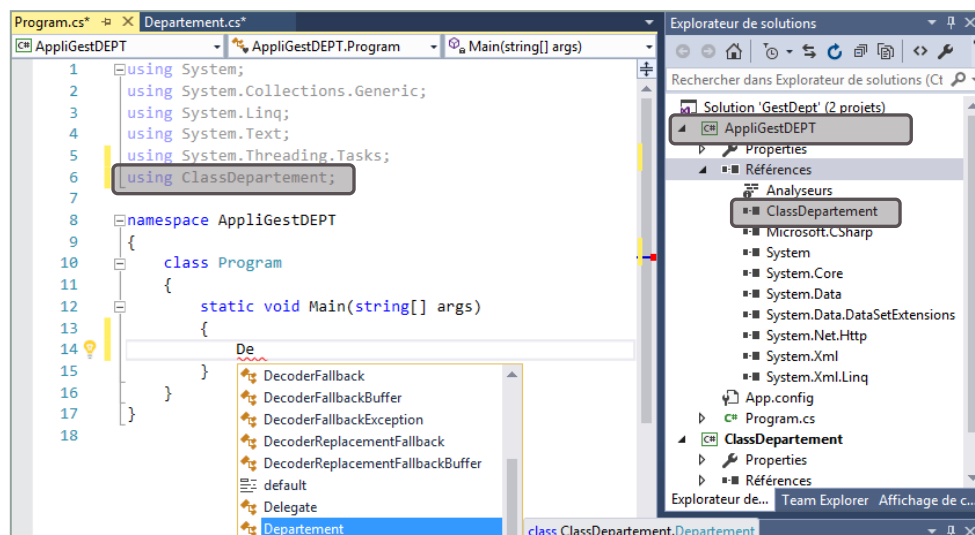 Program.cs* Departement.cs*
AppliGestDEPT AppliGestDEPT.Program Main(string[] args)
1 using System;
2 using System.Collections.Generic;
3 using System.Linq;
4 using System.Text;
5 using System.Threading.Tasks;
6 using ClassDepartement;
7
8 namespace AppliGestDEPT
9 {
10 class Program
11 {
12 static void Main(string[] args)
13 {
14 De
15 }
16 }
17 }
18
DecoderFallback
DecoderFallbackBuffer
DecoderFallbackException
DecoderReplacementFallback
DecoderReplacementFallbackBuffer
default
Delegate
Departement
class ClassDepartement.Departement
Explorateur de solutions
Rechercher dans Explorateur de solutions (Ct
Solution 'GestDept' (2 projets)
C# AppliGestDEPT
Properties
Références
Analyseurs
ClassDepartement
Microsoft.CSharp
System
System.Core
System.Data
System.Data.DataSetExtensions
System.Net.Http
System.Xml
System.Xml.Linq
App.config
C# Program.cs
C# ClassDepartement
Properties
Références
Explorateur de... Team Explorer Affichage de c...